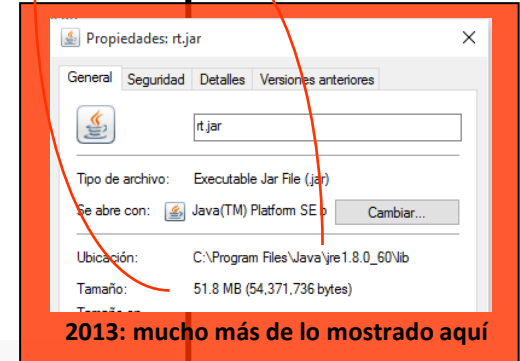 Propiedades: rt.jar
General Seguridad Detalles Versiones anteriores
rt.jar
Tipo de archivo: Executable Jar File (.jar)
Se abre con: Java(TM) Platform SE b Cambiar...
Ubicación: C:\Program Files\Java\jre1.8.0_60\lib
Tamaño: 51.8 MB (54,371,736 bytes)
Tamaño en
2013: mucho más de lo mostrado aquí